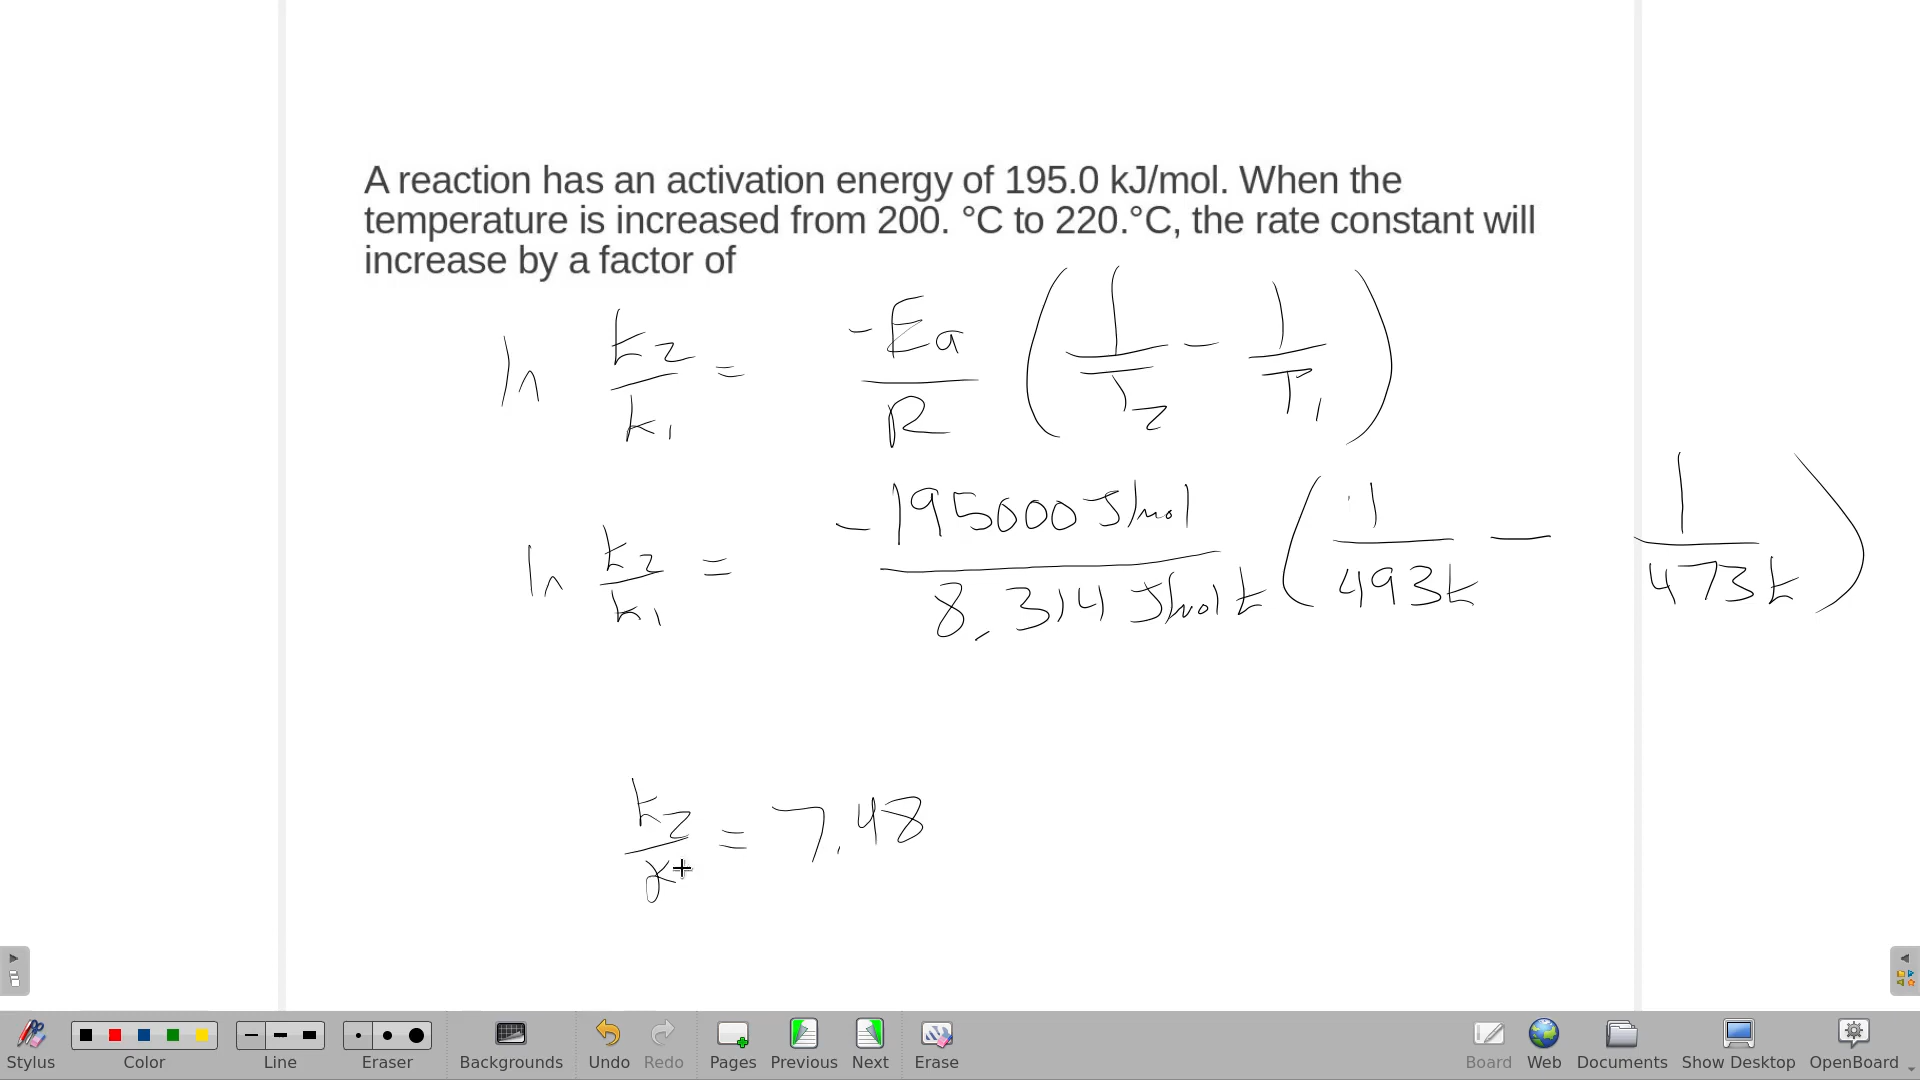 A reaction has an activation energy of 195.0 kJ/mol. When the
temperature is increased from 200. °C to 220.°C, the rate constant will
increase by a factor of
ln k2/k1 = -Ea/R (1/T2 - 1/T1)
ln k2/k1 = -195000 J/mol / 8.314 J/mol k (1/493k - 1/473k)
k2/k = 7.48
Stylus Color Line Eraser Backgrounds Undo Redo Pages Previous Next Erase Board Web Documents Show Desktop OpenBoard